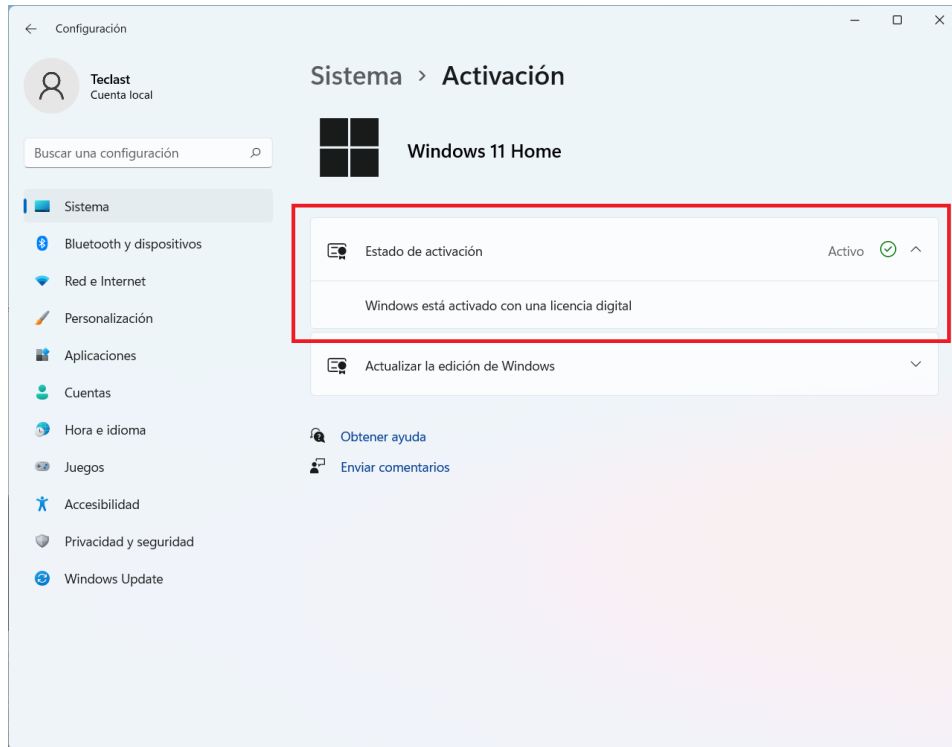 Configuración
Teclast
Cuenta local
Buscar una configuración
Sistema
Bluetooth y dispositivos
Red e Internet
Personalización
Aplicaciones
Cuentas
Hora e idioma
Juegos
Accesibilidad
Privacidad y seguridad
Windows Update
Sistema > Activación
Windows 11 Home
Estado de activación Activo
Windows está activado con una licencia digital
Actualizar la edición de Windows
Obtener ayuda
Enviar comentarios